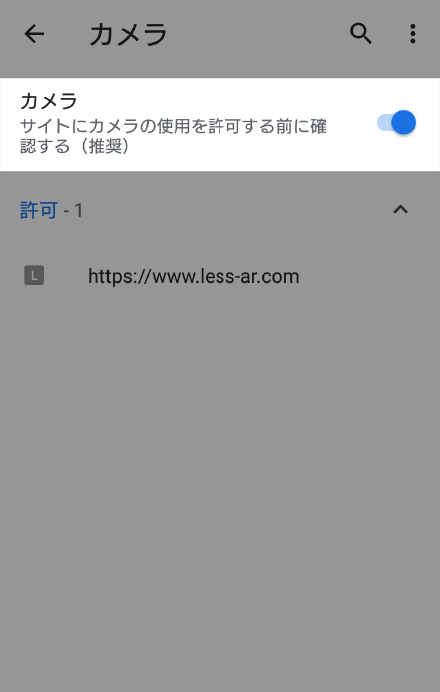 カメラ
カメラ
サイトにカメラの使用を許可する前に確
認する（推奨）
許可 - 1
L
https://www.less-ar.com